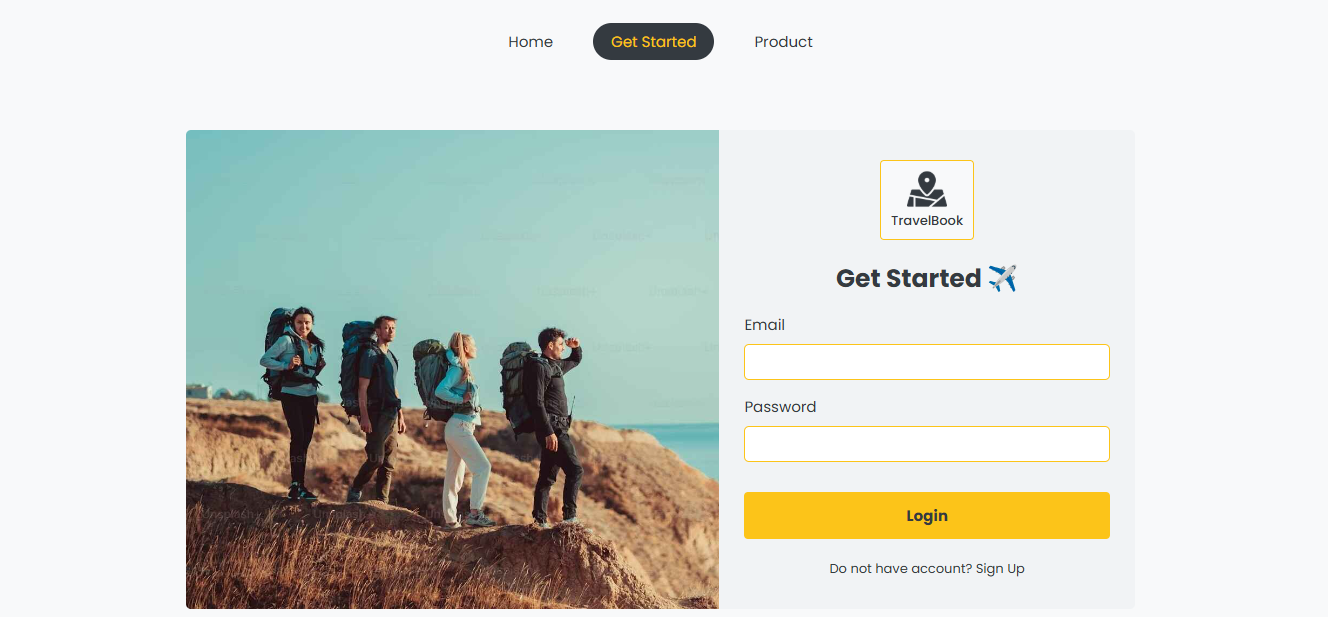 Home Get Started Product
TravelBook
Get Started ✈️
Email
Password
Login
Do not have account? Sign Up